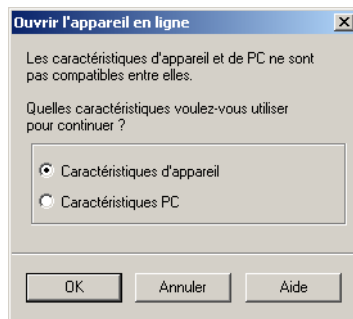 Ouvrir l'appareil en ligne
Les caractéristiques d'appareil et de PC ne sont
pas compatibles entre elles.
Quelles caractéristiques voulez-vous utiliser
pour continuer ?
Caractéristiques d'appareil
Caractéristiques PC
OK
Annuler
Aide